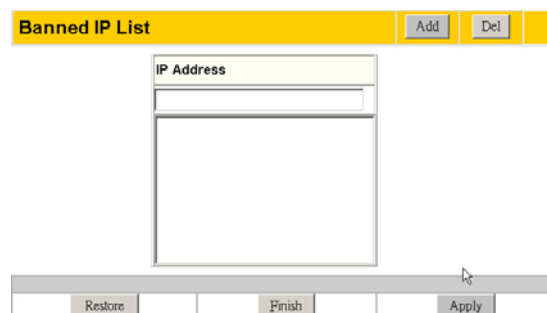 Banned IP List Add Del
IP Address
Restore Finish Apply